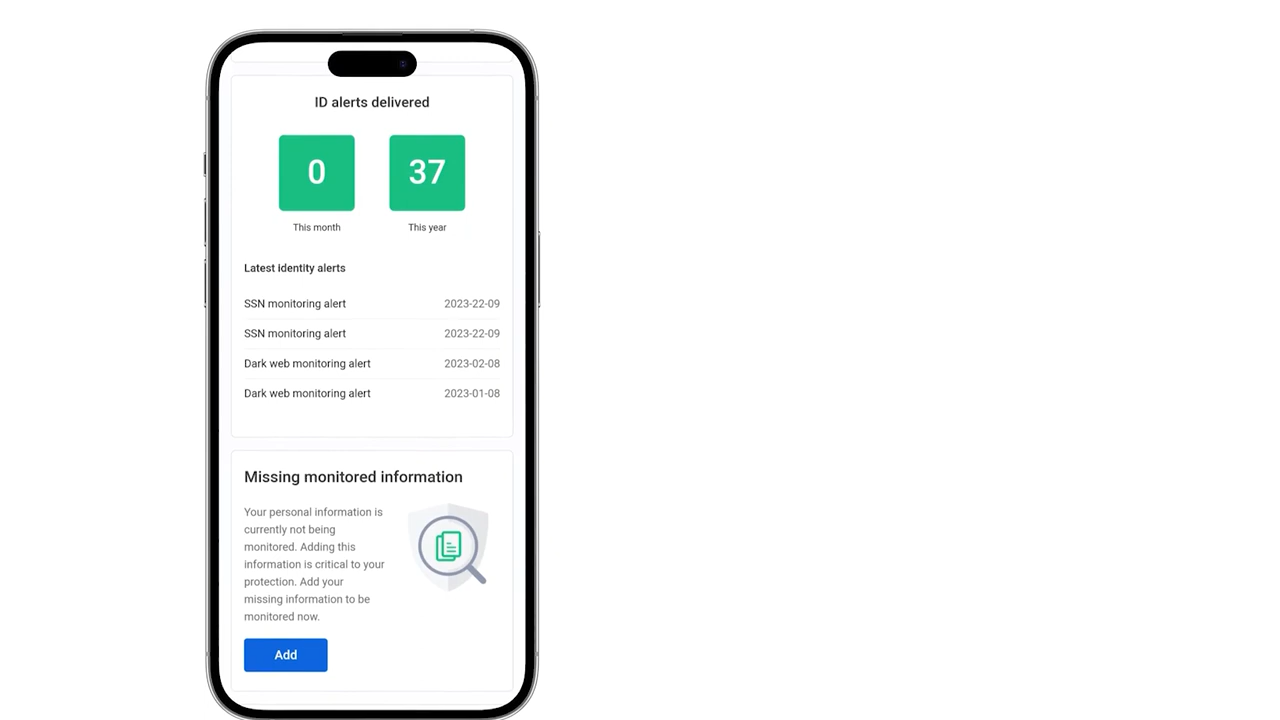 ID alerts delivered
0 37
This month This year
Latest identity alerts
SSN monitoring alert 2023-22-09
SSN monitoring alert 2023-22-09
Dark web monitoring alert 2023-02-08
Dark web monitoring alert 2023-01-08
Missing monitored information
Your personal information is
currently not being
monitored. Adding this
information is critical to your
protection. Add your
missing information to be
monitored now.
Add